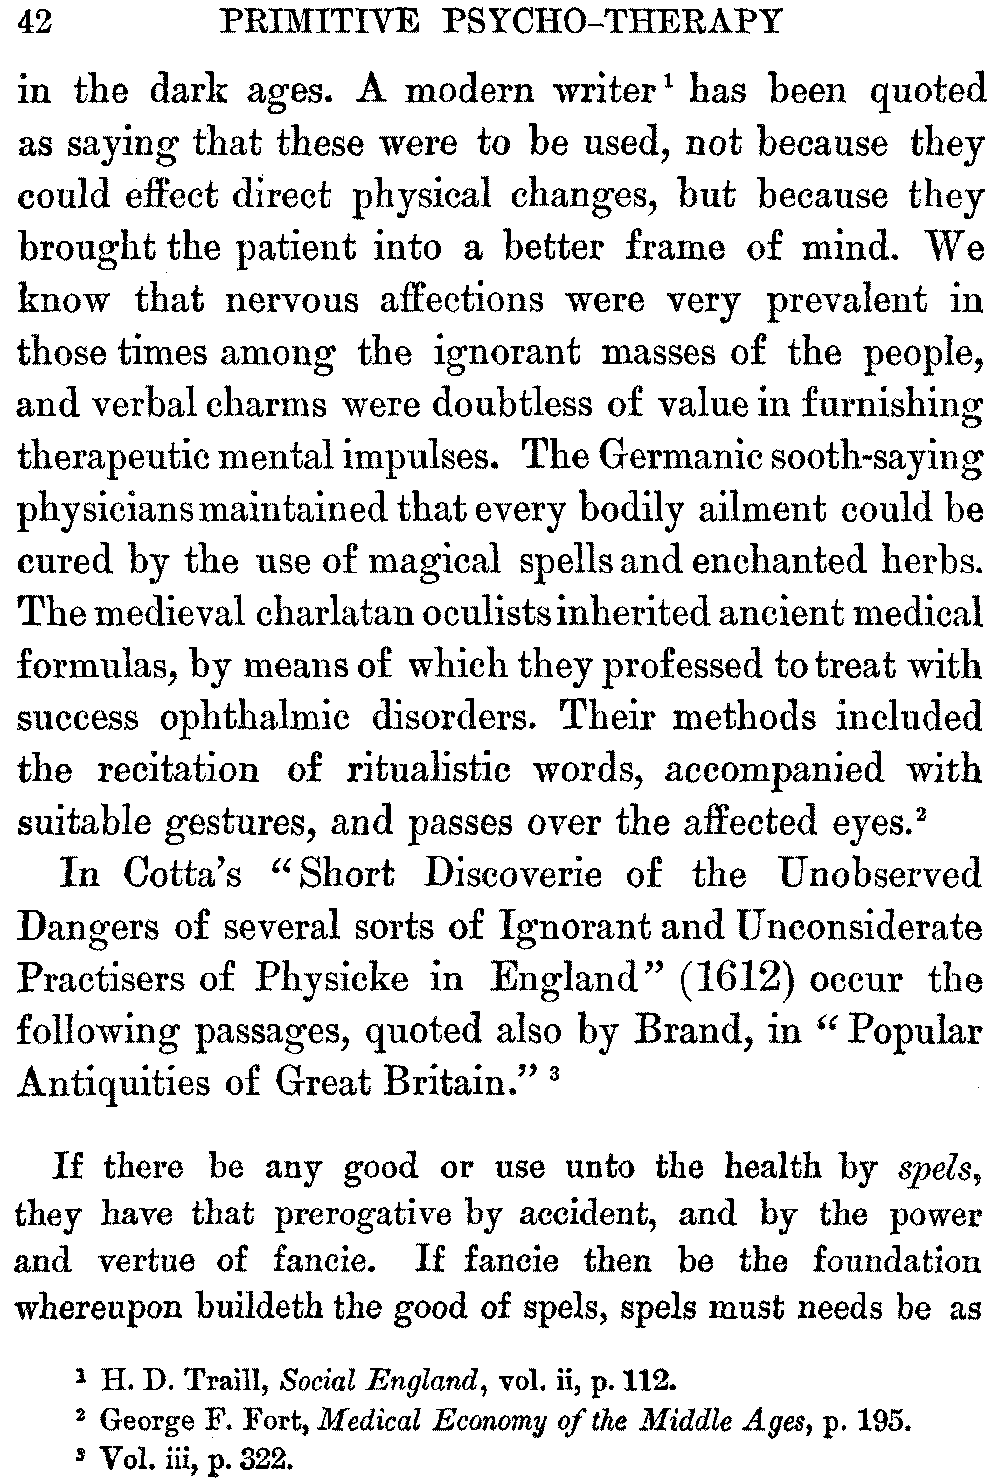 42 PRIMITIVE PSYCHO-THERAPY
in the dark ages. A modern writer¹ has been quoted
as saying that these were to be used, not because they
could effect direct physical changes, but because they
brought the patient into a better frame of mind. We
know that nervous affections were very prevalent in
those times among the ignorant masses of the people,
and verbal charms were doubtless of value in furnishing
therapeutic mental impulses. The Germanic sooth-saying
physicians maintained that every bodily ailment could be
cured by the use of magical spells and enchanted herbs.
The medieval charlatan oculists inherited ancient medical
formulas, by means of which they professed to treat with
success ophthalmic disorders. Their methods included
the recitation of ritualistic words, accompanied with
suitable gestures, and passes over the affected eyes.²
In Cotta's “Short Discoverie of the Unobserved
Dangers of several sorts of Ignorant and Unconsiderate
Practisers of Physicke in England” (1612) occur the
following passages, quoted also by Brand, in “Popular
Antiquities of Great Britain.” ³
If there be any good or use unto the health by spels,
they have that prerogative by accident, and by the power
and vertue of fancie. If fancie then be the foundation
whereupon buildeth the good of spels, spels must needs be as
¹ H. D. Traill, Social England, vol. ii, p. 112.
² George F. Fort, Medical Economy of the Middle Ages, p. 195.
³ Vol. iii, p. 322.